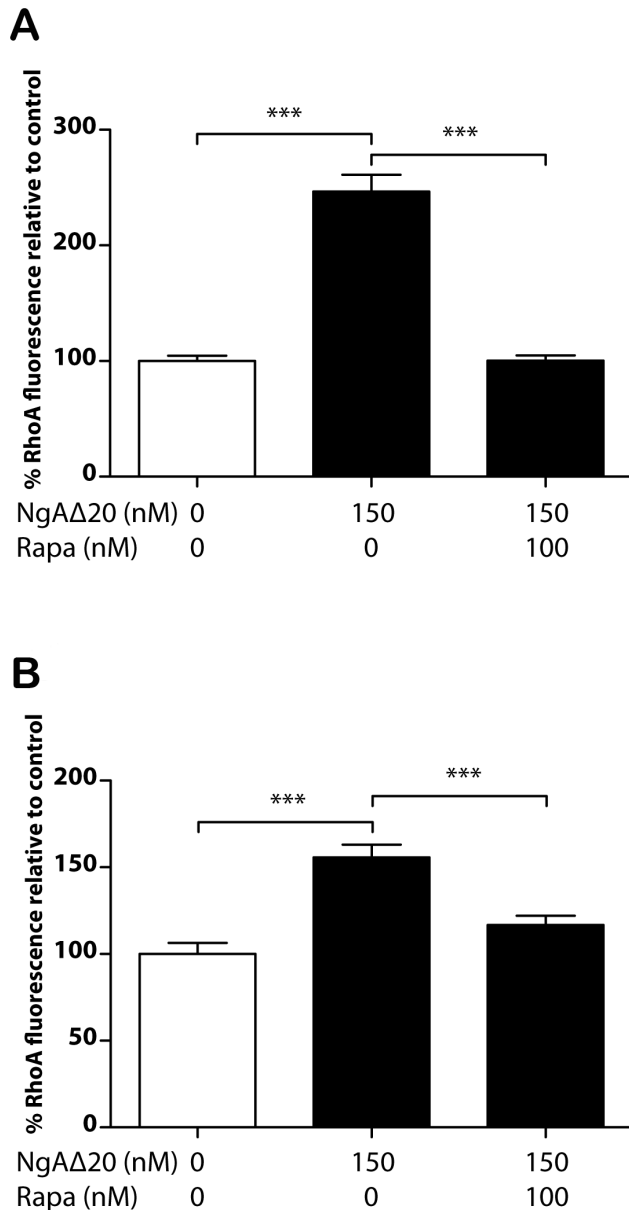 A
% RhoA fluorescence relative to control
300
200
100
0
***
***
NgAΔ20 (nM) 0 150 150
Rapa (nM) 0 0 100
B
% RhoA fluorescence relative to control
200
150
100
50
0
***
***
NgAΔ20 (nM) 0 150 150
Rapa (nM) 0 0 100